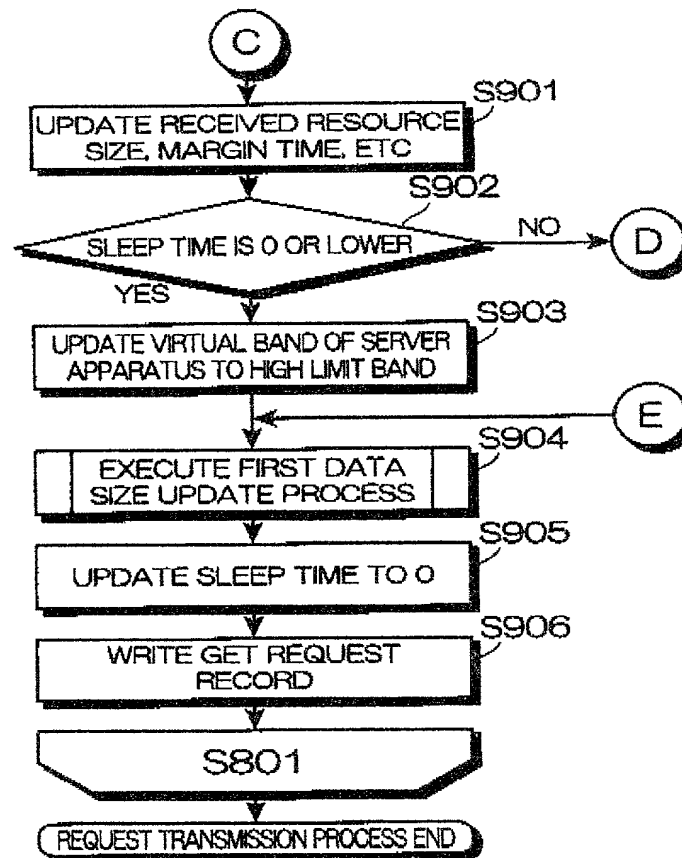 C
S901
UPDATE RECEIVED RESOURCE
SIZE, MARGIN TIME, ETC
S902
SLEEP TIME IS 0 OR LOWER
NO
D
YES
S903
UPDATE VIRTUAL BAND OF SERVER
APPARATUS TO HIGH LIMIT BAND
E
S904
EXECUTE FIRST DATA
SIZE UPDATE PROCESS
S905
UPDATE SLEEP TIME TO 0
S906
WRITE GET REQUEST
RECORD
S801
REQUEST TRANSMISSION PROCESS END